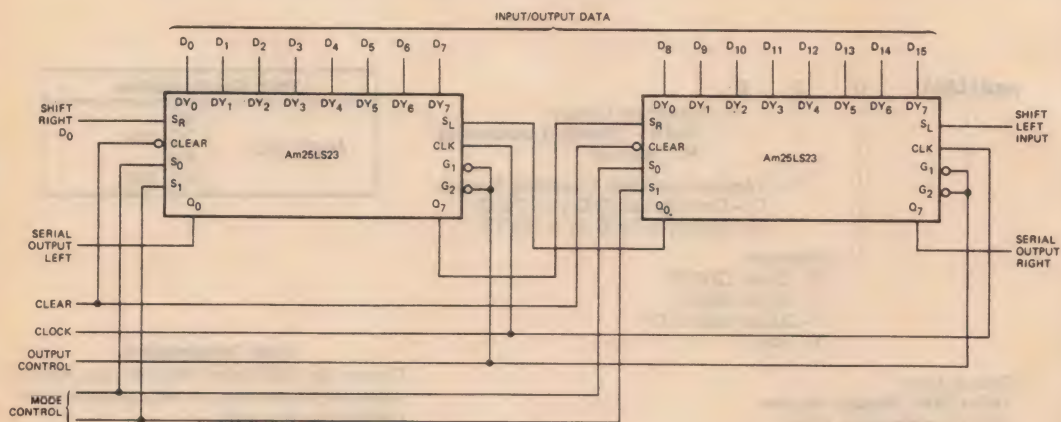 INPUT/OUTPUT DATA
D0 D1 D2 D3 D4 D5 D6 D7
D8 D9 D10 D11 D12 D13 D14 D15
DY0 DY1 DY2 DY3 DY4 DY5 DY6 DY7
SHIFT
RIGHT
D0
SR
CLEAR
S0
S1
Q0
Am25LS23
SL
CLK
G1
G2
Q7
DY0 DY1 DY2 DY3 DY4 DY5 DY6 DY7
SR
CLEAR
S0
S1
Q0
Am25LS23
SL
CLK
G1
G2
Q7
SHIFT
LEFT
INPUT
SERIAL
OUTPUT
LEFT
SERIAL
OUTPUT
RIGHT
CLEAR
CLOCK
OUTPUT
CONTROL
MODE
CONTROL